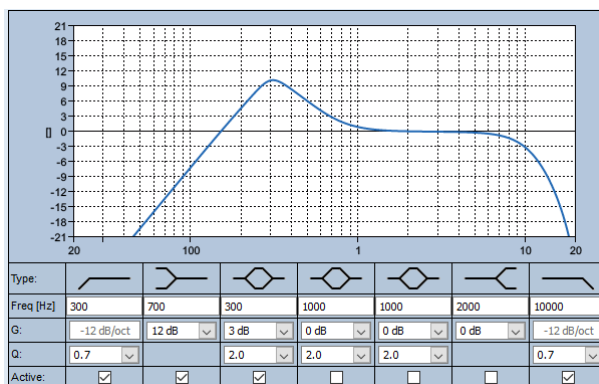 21
18
15
12
9
6
3
[] 0
-3
-6
-9
-12
-15
-18
-21
20 100 1 10 20
Type:
Freq [Hz] 300 700 300 1000 1000 2000 10000
G: -12 dB/oct 12 dB 3 dB 0 dB 0 dB 0 dB -12 dB/oct
Q: 0.7 2.0 2.0 2.0 0.7
Active: